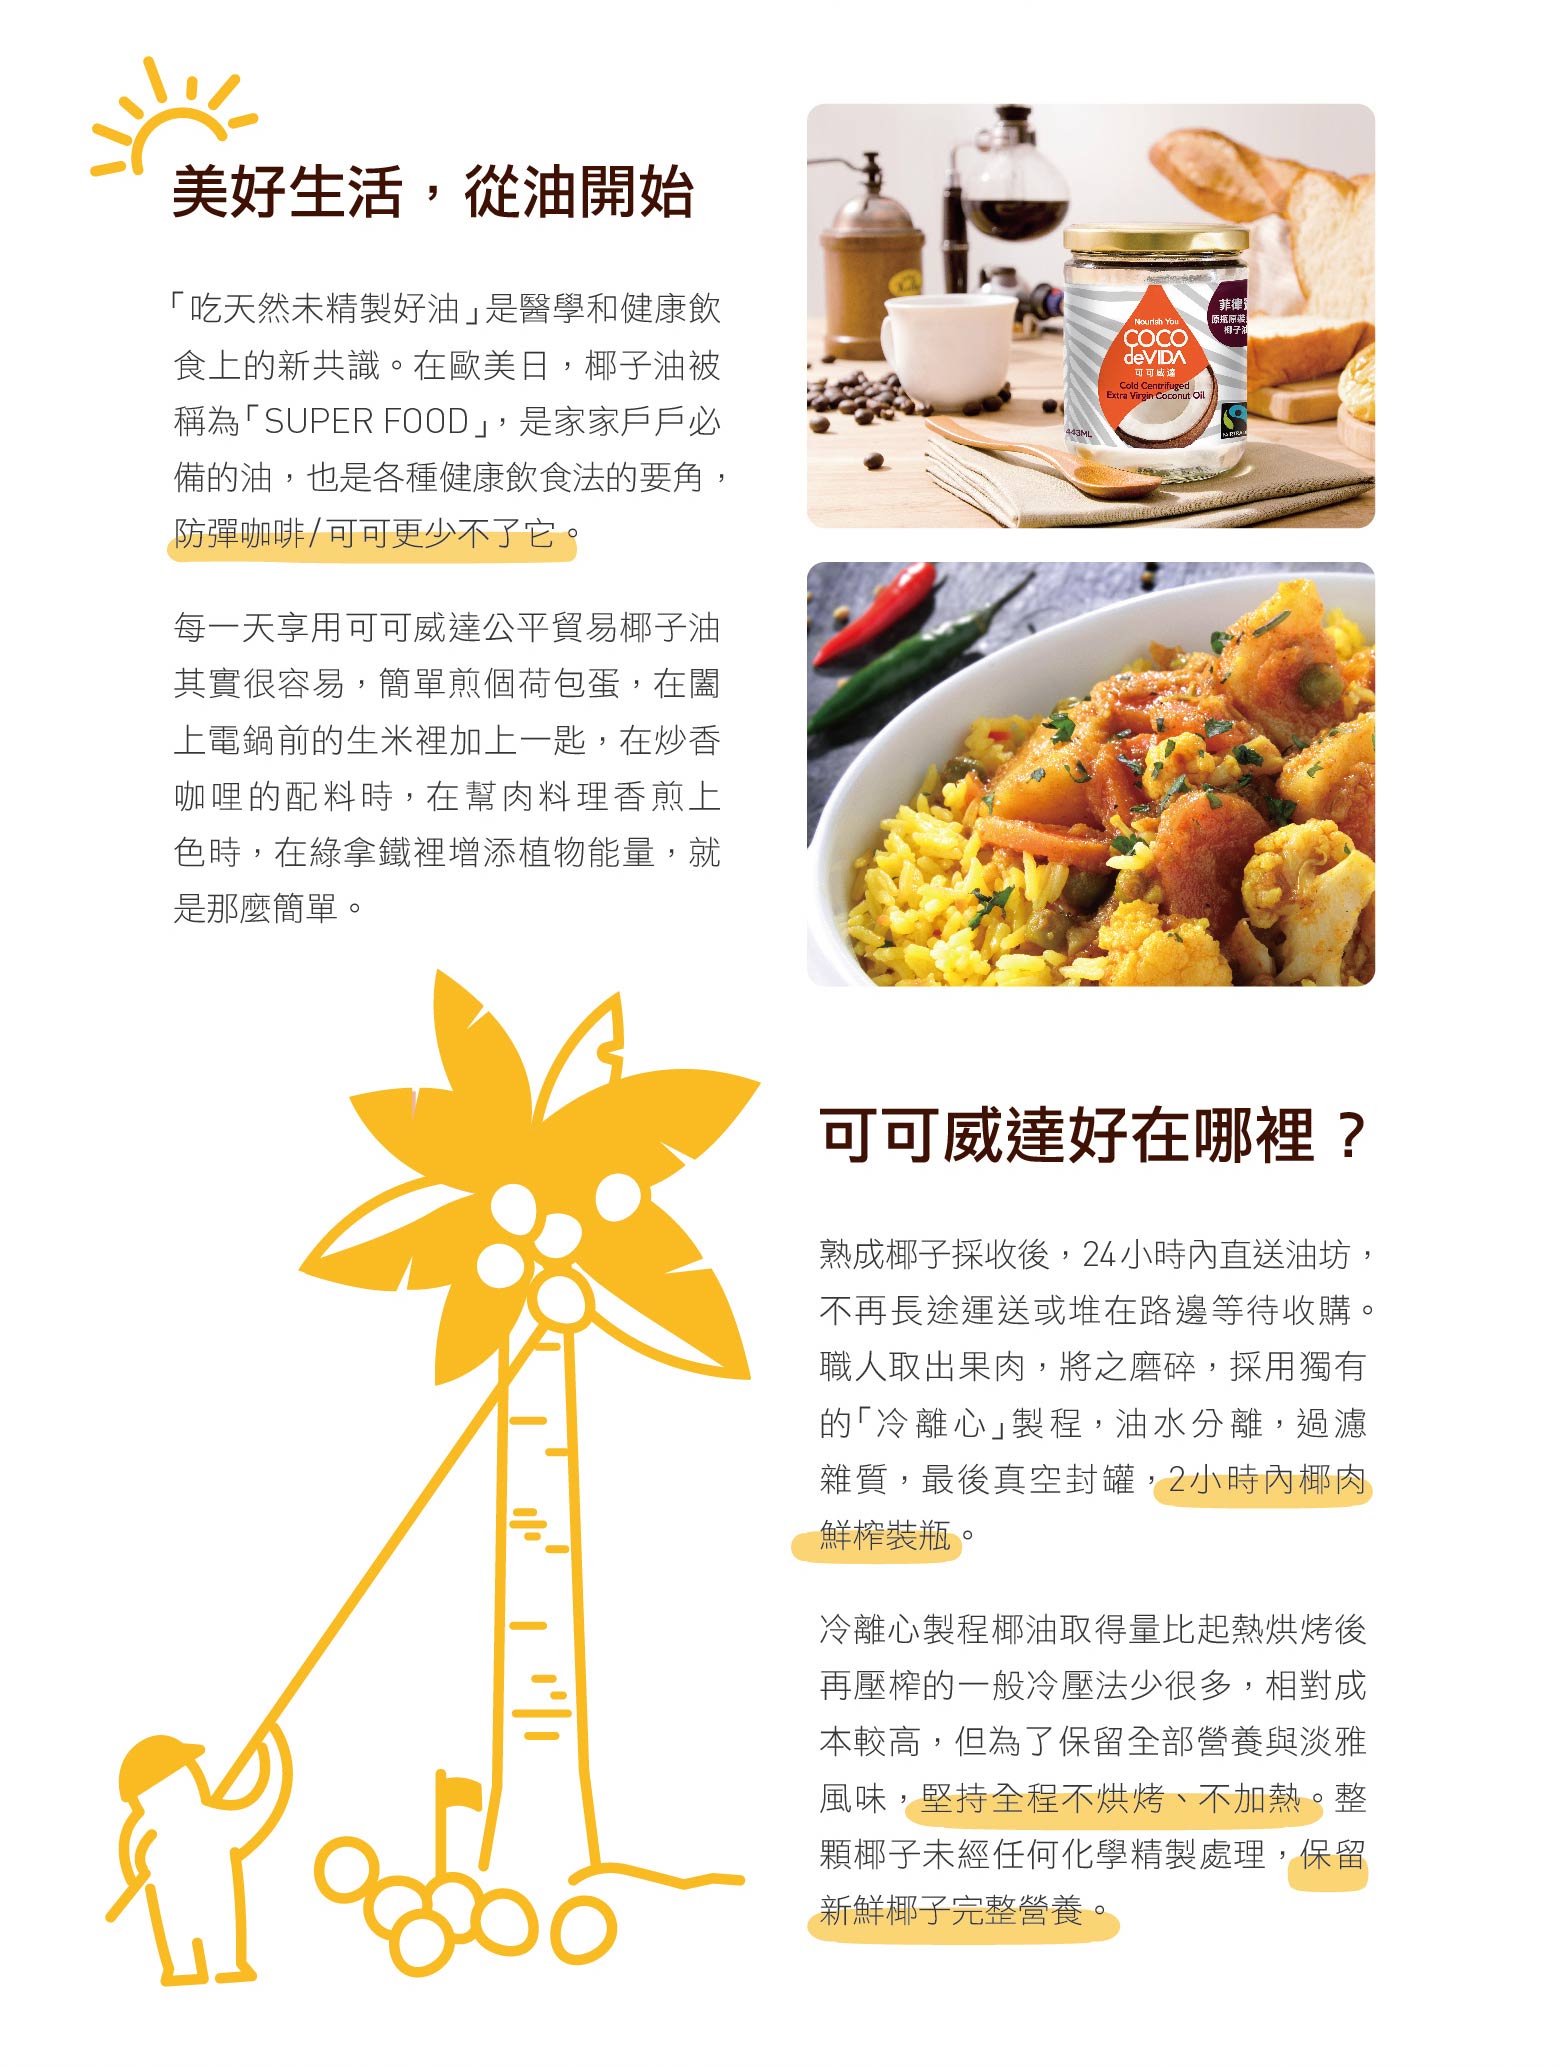 美好生活，從油開始
「吃天然未精製好油」是醫學和健康飲
食上的新共識。在歐美日，椰子油被
稱為「SUPER FOOD」，是家家戶戶必
備的油，也是各種健康飲食法的要角，
防彈咖啡/可可更少不了它。
每一天享用可可威達公平貿易椰子油
其實很容易，簡單煎個荷包蛋，在闔
上電鍋前的生米裡加上一匙，在炒香
咖哩的配料時，在幫肉料理香煎上
色時，在綠拿鐵裡增添植物能量，就
是那麼簡單。
Nourish You
COCO
deVIDA
可可威達
Cold Centrifuged
Extra Virgin Coconut Oil
443ML
菲律
原瓶原裝
椰子油
可可威達好在哪裡？
熟成椰子採收後，24小時內直送油坊，
不再長途運送或堆在路邊等待收購。
職人取出果肉，將之磨碎，採用獨有
的「冷離心」製程，油水分離，過濾
雜質，最後真空封罐，2小時內椰肉
鮮榨裝瓶。
冷離心製程椰油取得量比起熱烘烤後
再壓榨的一般冷壓法少很多，相對成
本較高，但為了保留全部營養與淡雅
風味，堅持全程不烘烤、不加熱。整
顆椰子未經任何化學精製處理，保留
新鮮椰子完整營養。